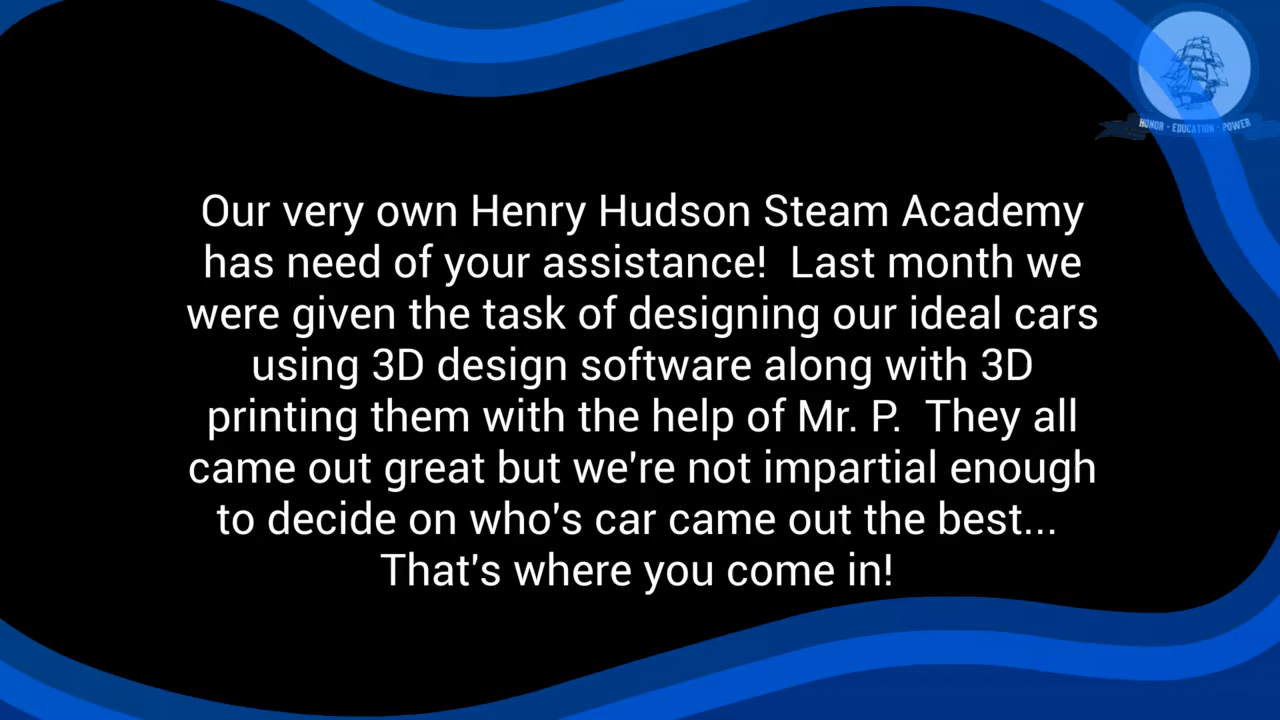 HONOR - EDUCATION - POWER
Our very own Henry Hudson Steam Academy
has need of your assistance!  Last month we
were given the task of designing our ideal cars
using 3D design software along with 3D
printing them with the help of Mr. P.  They all
came out great but we're not impartial enough
to decide on who's car came out the best...
That's where you come in!